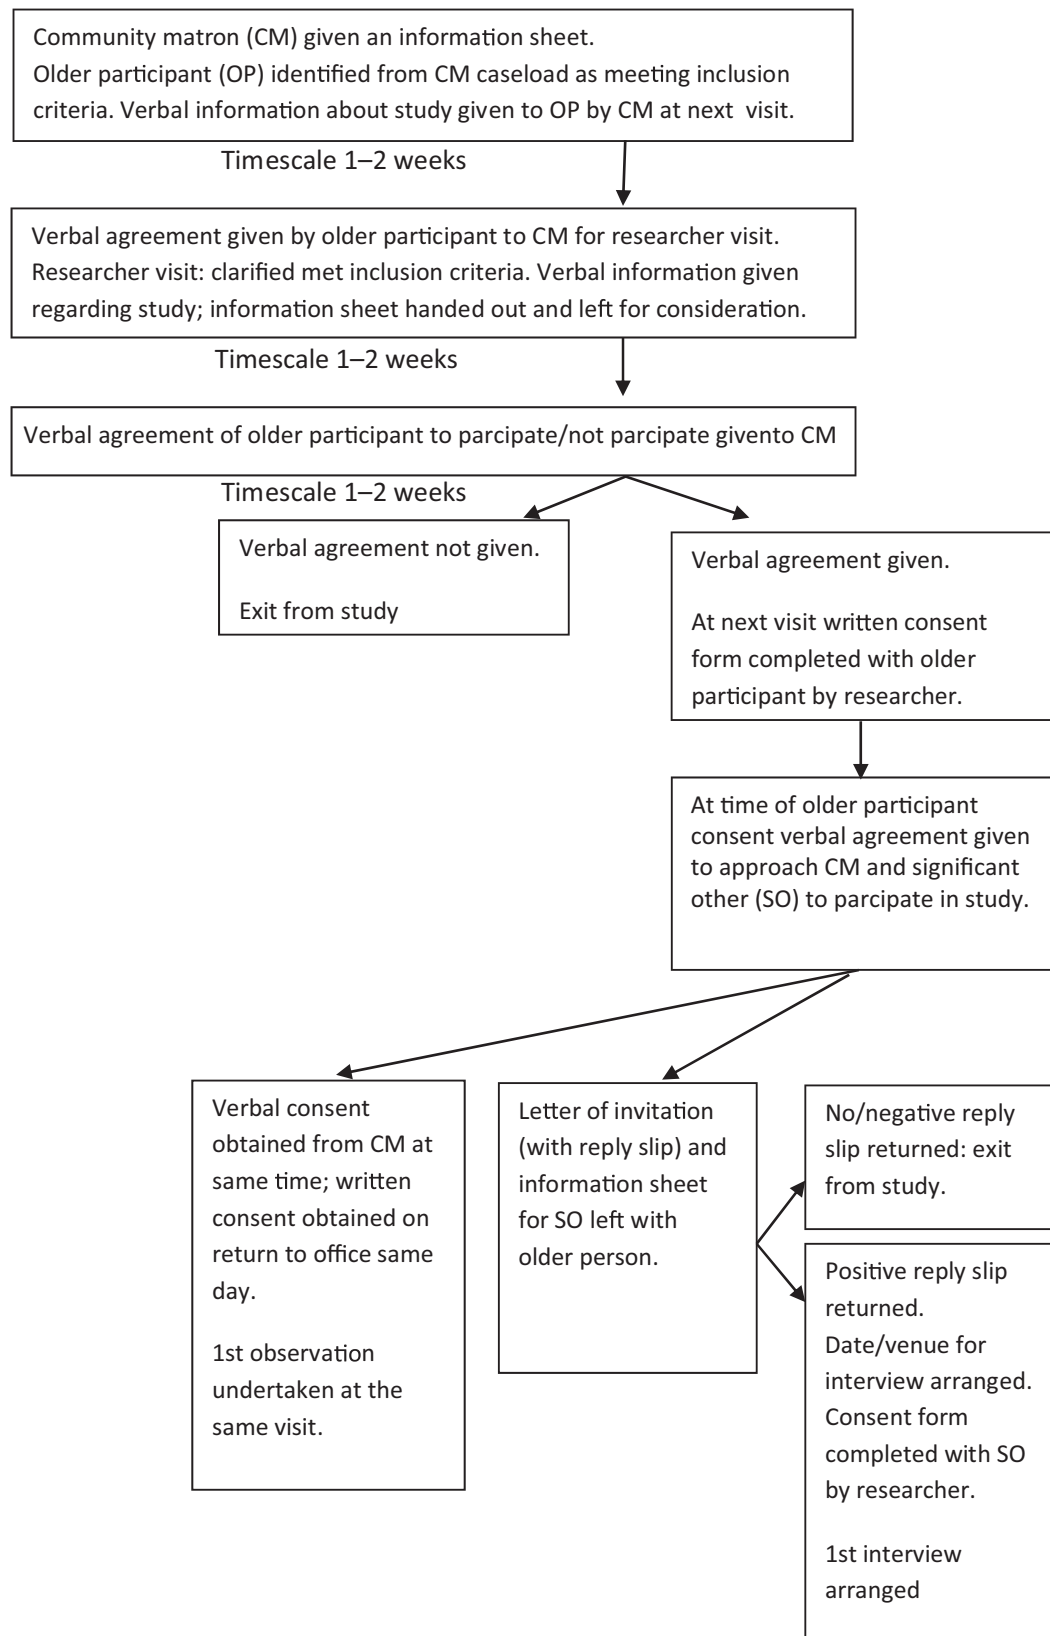 Community matron (CM) given an information sheet.
Older participant (OP) identified from CM caseload as meeting inclusion
criteria. Verbal information about study given to OP by CM at next  visit.
Timescale 1–2 weeks
Verbal agreement given by older participant to CM for researcher visit.
Researcher visit: clarified met inclusion criteria. Verbal information given
regarding study; information sheet handed out and left for consideration.
Timescale 1–2 weeks
Verbal agreement of older participant to parcipate/not parcipate givento CM
Timescale 1–2 weeks
Verbal agreement not given.
Exit from study
Verbal agreement given.
At next visit written consent
form completed with older
participant by researcher.
At time of older participant
consent verbal agreement given
to approach CM and significant
other (SO) to parcipate in study.
Verbal consent
obtained from CM at
same time; written
consent obtained on
return to office same
day.
1st observation
undertaken at the
same visit.
Letter of invitation
(with reply slip) and
information sheet
for SO left with
older person.
No/negative reply
slip returned: exit
from study.
Positive reply slip
returned.
Date/venue for
interview arranged.
Consent form
completed with SO
by researcher.
1st interview
arranged